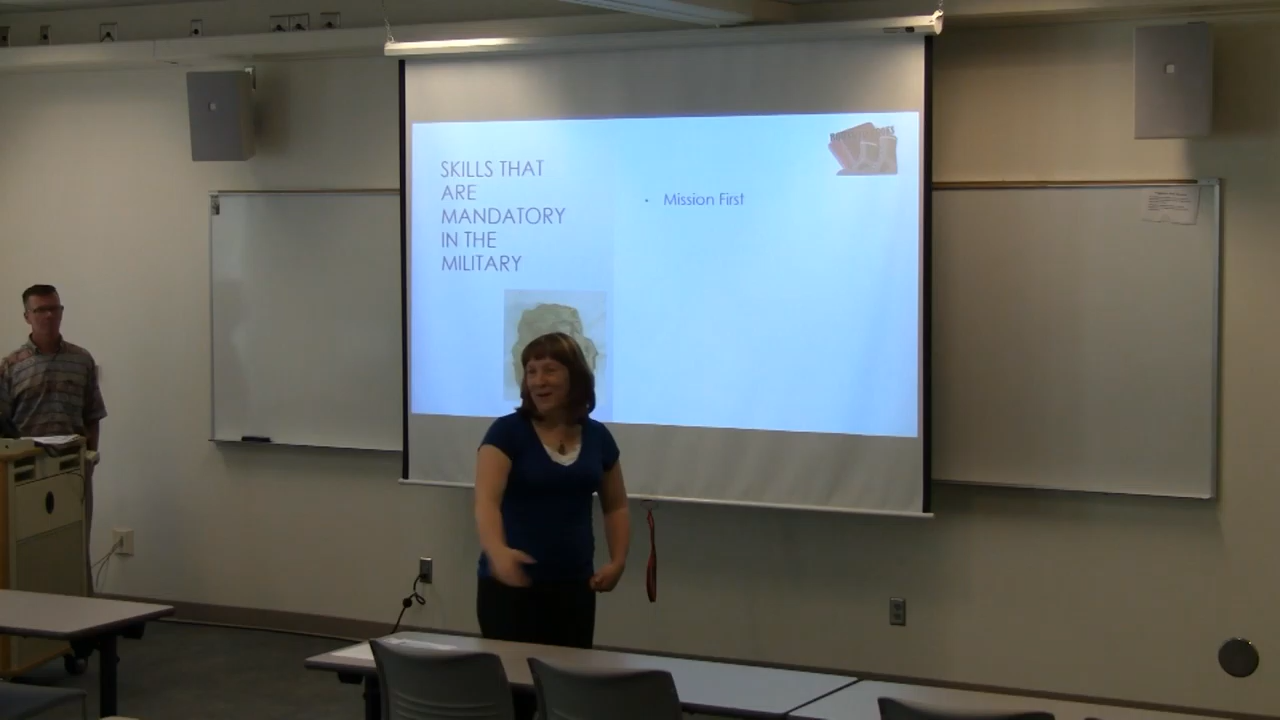 SKILLS THAT
ARE
MANDATORY
IN THE
MILITARY
• Mission First